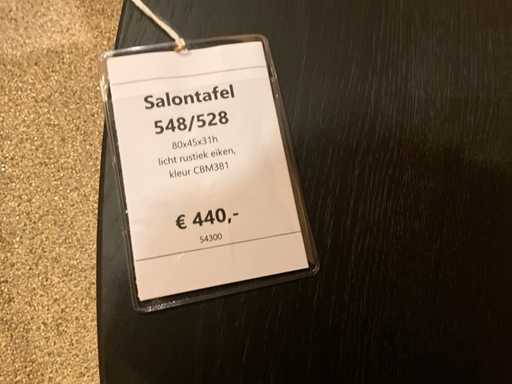 Salontafel
548/528
80x45x31h
licht rustiek eiken,
kleur CBM381
€ 440,-
54300